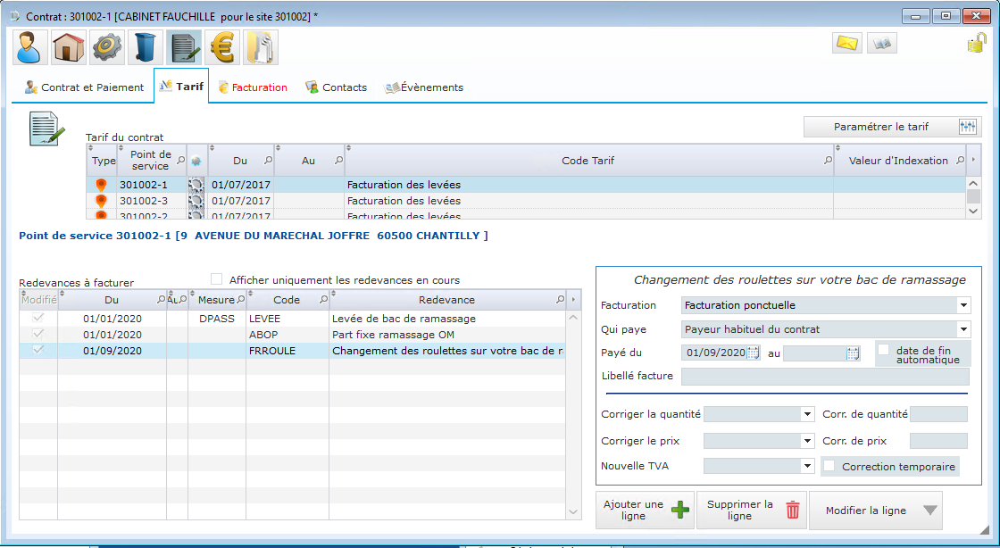 Contrat : 301002-1 [CABINET FAUCHILLE pour le site 301002] *
Contrat et Paiement
Tarif
Facturation
Contacts
Évènements
Paramétrer le tarif
Tarif du contrat
Type Point de service Du Au Code Tarif Valeur d'Indexation
301002-1 01/07/2017 Facturation des levées
301002-3 01/07/2017 Facturation des levées
301002-2 01/07/2017 Facturation des levées
Point de service 301002-1 [9 AVENUE DU MARECHAL JOFFRE 60500 CHANTILLY ]
Redevances à facturer
Afficher uniquement les redevances en cours
Modifié Du Au Mesure Code Redevance
01/01/2020 DPASS LEVEE Levée de bac de ramassage
01/01/2020 ABOP Part fixe ramassage OM
01/09/2020 FRROULE Changement des roulettes sur votre bac de r
Changement des roulettes sur votre bac de ramassage
Facturation Facturation ponctuelle
Qui paye Payeur habituel du contrat
Payé du 01/09/2020 au
date de fin
automatique
Libellé facture
Corriger la quantité Corr. de quantité
Corriger le prix Corr. de prix
Nouvelle TVA Correction temporaire
Ajouter une
ligne
Supprimer la
ligne
Modifier la ligne